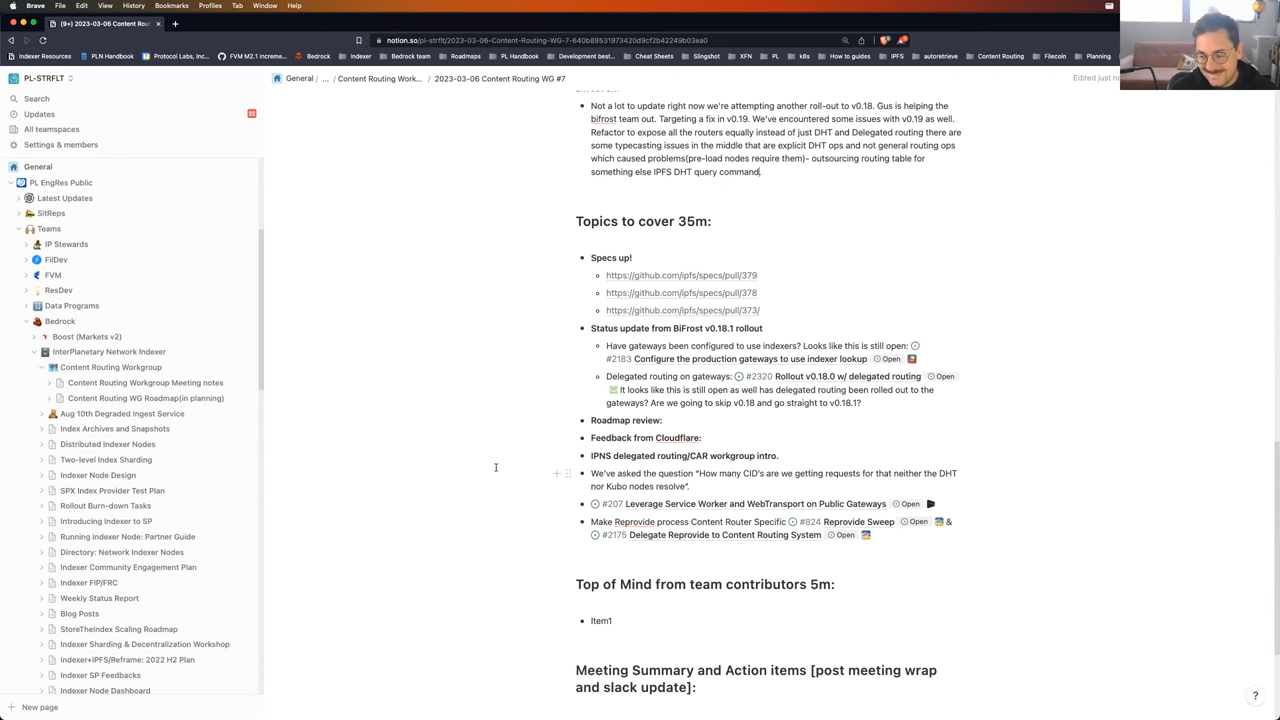 Brave File Edit View History Bookmarks Profiles Tab Window Help
(9+) 2023-03-06 Content Rout
notion.so/pl-strflt/2023-03-06-Content-Routing-WG-7-640b89531973420d9cf2b42249b03ea0
Indexer Resources PLN Handbook Protocol Labs, Inc... FVM M2.1 increme... Bedrock Bedrock team Roadmaps PL Handbook Development best... Cheat Sheets Slingshot XFN PL k8s How to guides IPFS autoretrieve Content Routing Filecoin Planning
PL-STRFLT
General / ... / Content Routing Work... / 2023-03-06 Content Routing WG #7
Edited just no
Search
Updates 22
All teamspaces
Settings & members
General
PL EngRes Public
Latest Updates
SitReps
Teams
IP Stewards
FilDev
FVM
ResDev
Data Programs
Bedrock
Boost (Markets v2)
InterPlanetary Network Indexer
Content Routing Workgroup
Content Routing Workgroup Meeting notes
Content Routing WG Roadmap(in planning)
Aug 10th Degraded Ingest Service
Index Archives and Snapshots
Distributed Indexer Nodes
Two-level Index Sharding
Indexer Node Design
SPX Index Provider Test Plan
Rollout Burn-down Tasks
Introducing Indexer to SP
Running Indexer Node: Partner Guide
Directory: Network Indexer Nodes
Indexer Community Engagement Plan
Indexer FIP/FRC
Weekly Status Report
Blog Posts
StoreTheIndex Scaling Roadmap
Indexer Sharding & Decentralization Workshop
Indexer+IPFS/Reframe: 2022 H2 Plan
Indexer SP Feedbacks
Indexer Node Dashboard
New page
Not a lot to update right now we're attempting another roll-out to v0.18. Gus is helping the
bifrost team out. Targeting a fix in v0.19. We've encountered some issues with v0.19 as well.
Refactor to expose all the routers equally instead of just DHT and Delegated routing there are
some typecasting issues in the middle that are explicit DHT ops and not general routing ops
which caused problems(pre-load nodes require them)- outsourcing routing table for
something else IPFS DHT query command.
Topics to cover 35m:
Specs up!
https://github.com/ipfs/specs/pull/379
https://github.com/ipfs/specs/pull/378
https://github.com/ipfs/specs/pull/373/
Status update from BiFrost v0.18.1 rollout
Have gateways been configured to use indexers? Looks like this is still open:
#2183 Configure the production gateways to use indexer lookup Open
Delegated routing on gateways: #2320 Rollout v0.18.0 w/ delegated routing Open
It looks like this is still open as well has delegated routing been rolled out to the
gateways? Are we going to skip v0.18 and go straight to v0.18.1?
Roadmap review:
Feedback from Cloudflare:
IPNS delegated routing/CAR workgroup intro.
We've asked the question "How many CID's are we getting requests for that neither the DHT
nor Kubo nodes resolve".
#207 Leverage Service Worker and WebTransport on Public Gateways Open
Make Reprovide process Content Router Specific #824 Reprovide Sweep Open &
#2175 Delegate Reprovide to Content Routing System Open
Top of Mind from team contributors 5m:
Item1
Meeting Summary and Action items [post meeting wrap
and slack update]:
?